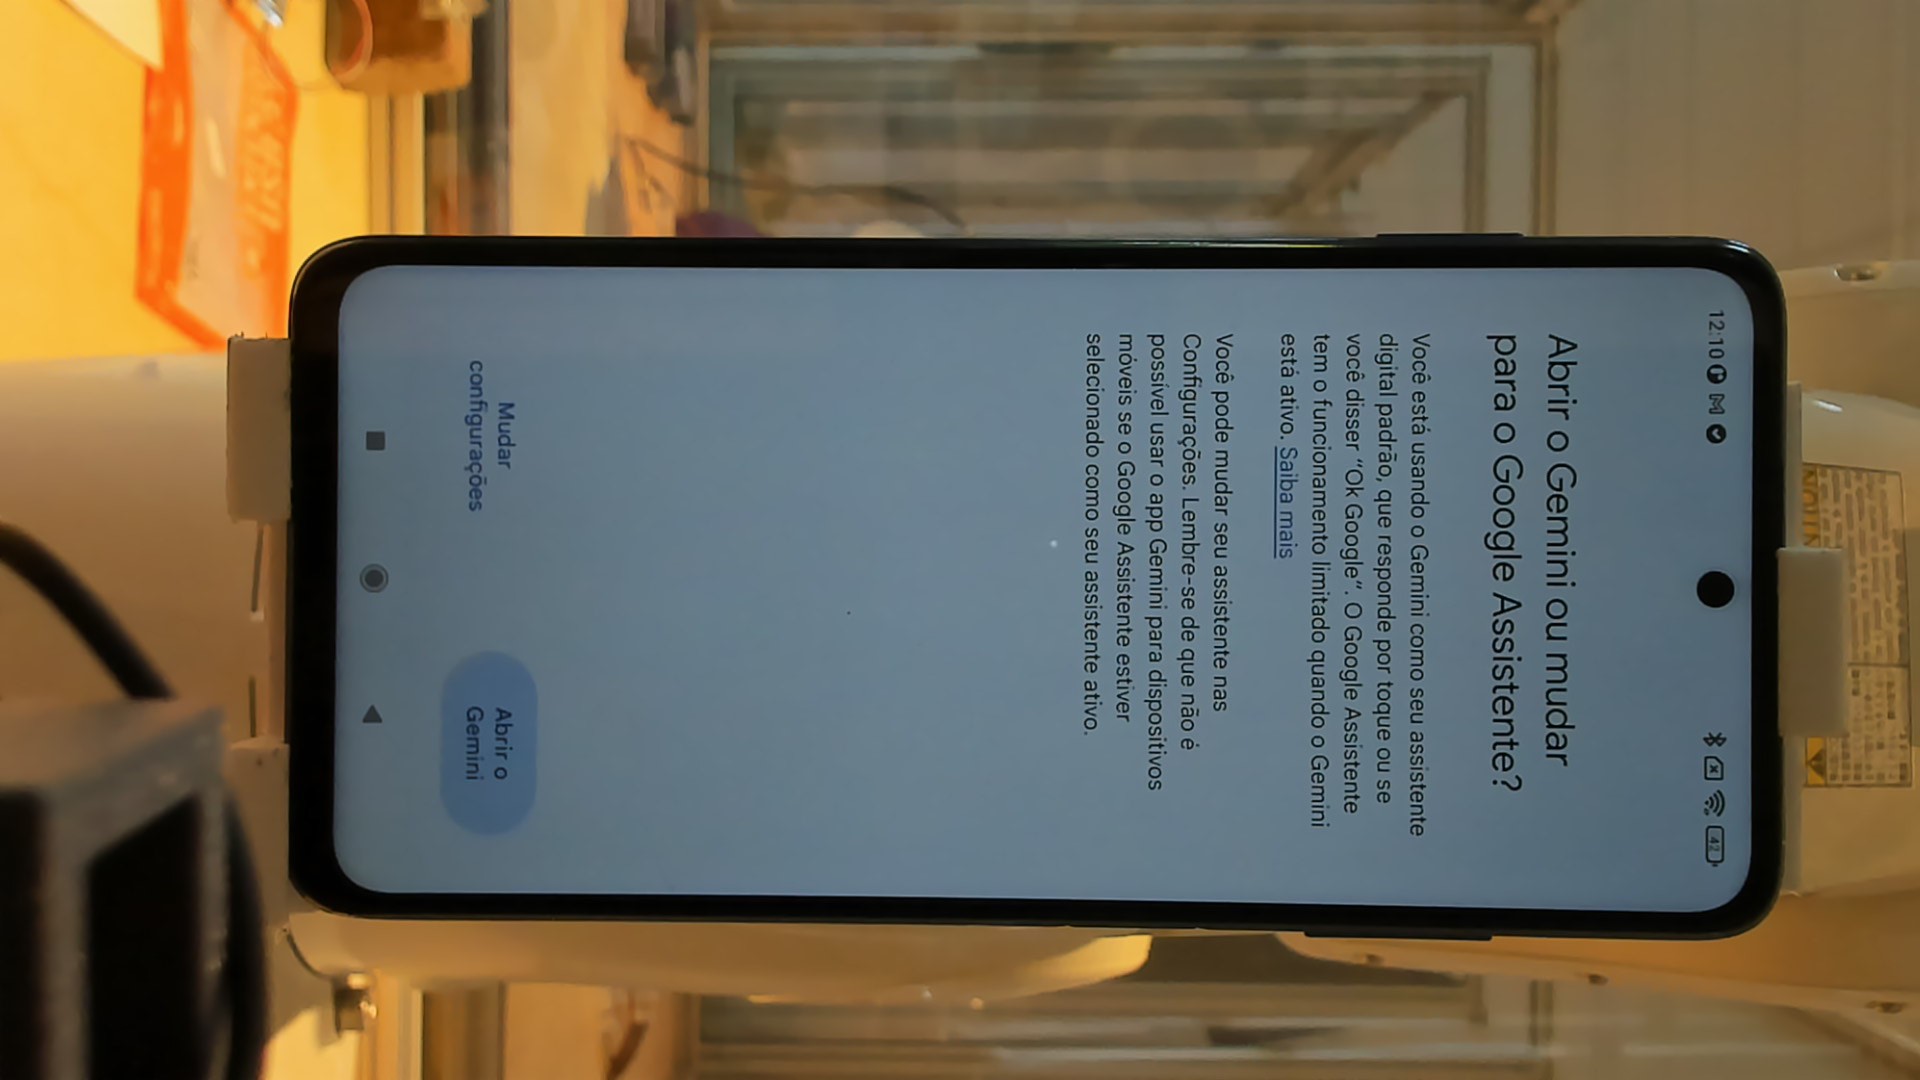 12:10
42
Abrir o Gemini ou mudar
para o Google Assistente?
Você está usando o Gemini como seu assistente
digital padrão, que responde por toque ou se
você disser “Ok Google”. O Google Assistente
tem o funcionamento limitado quando o Gemini
está ativo. Saiba mais
Você pode mudar seu assistente nas
Configurações. Lembre-se de que não é
possível usar o app Gemini para dispositivos
móveis se o Google Assistente estiver
selecionado como seu assistente ativo.
Mudar
configurações
Abrir o
Gemini